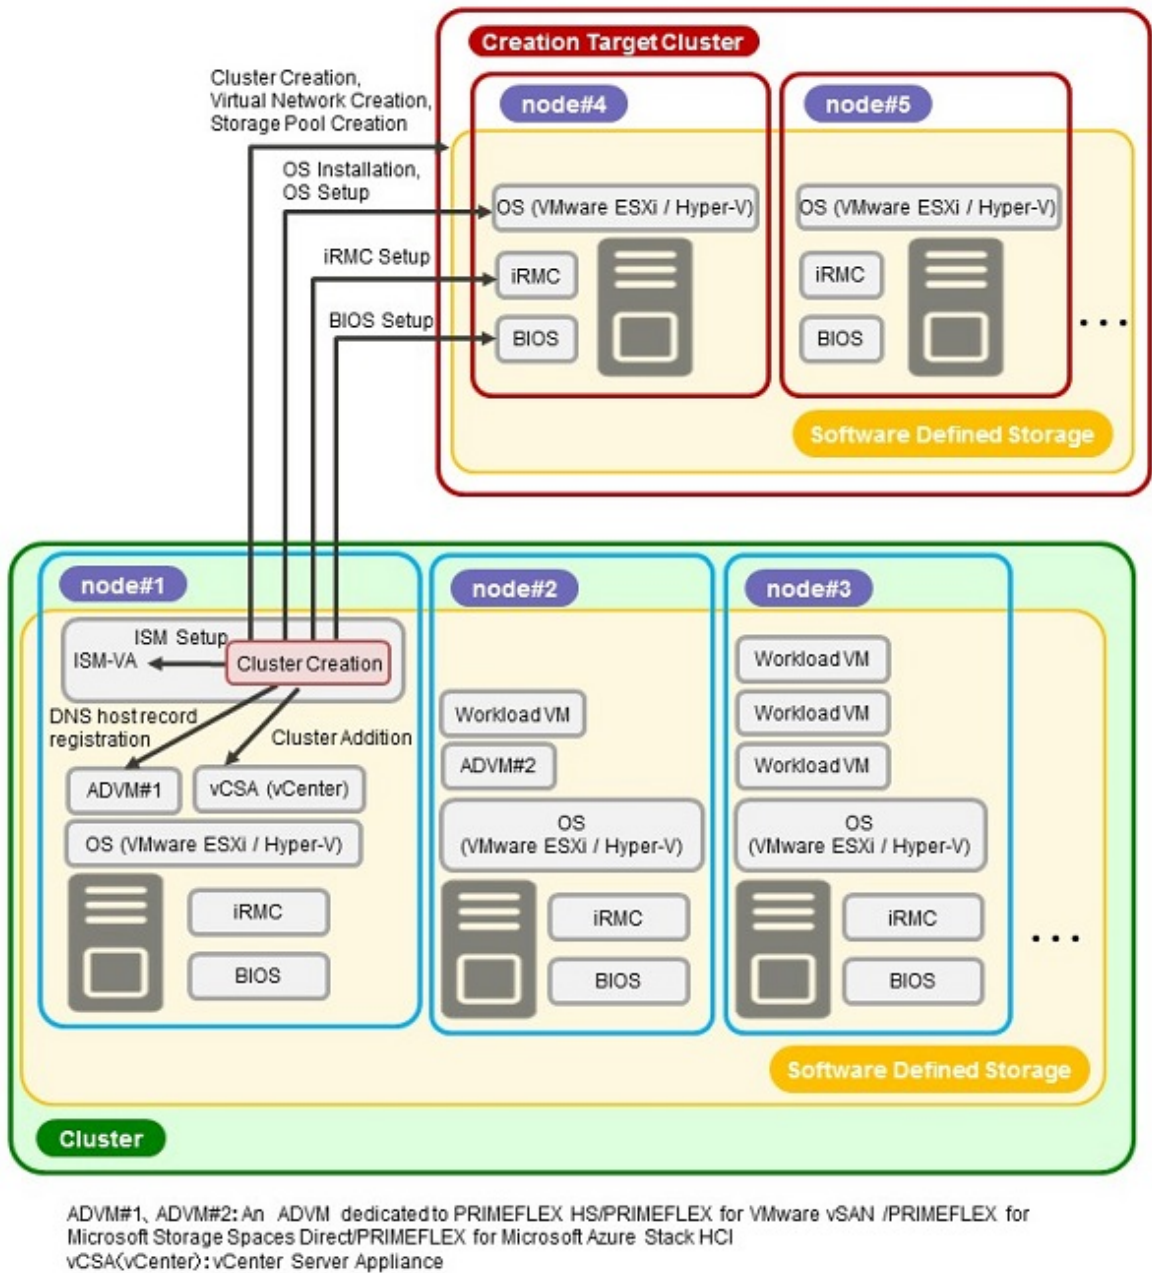 Creation Target Cluster
Cluster Creation,
Virtual Network Creation,
Storage Pool Creation
node#4
node#5
OS Installation,
OS Setup
OS (VMware ESXi / Hyper-V)
OS (VMware ESXi / Hyper-V)
iRMC Setup
iRMC
iRMC
BIOS Setup
BIOS
BIOS
...
Software Defined Storage
node#1
node#2
node#3
ISM Setup
ISM-VA
Cluster Creation
Workload VM
DNS host record
registration
Cluster Addition
Workload VM
Workload VM
ADVM#1
vCSA (vCenter)
ADVM#2
Workload VM
OS (VMware ESXi / Hyper-V)
OS
(VMware ESXi / Hyper-V)
OS
(VMware ESXi / Hyper-V)
iRMC
iRMC
iRMC
...
BIOS
BIOS
BIOS
Software Defined Storage
Cluster
ADVM#1、ADVM#2: An ADVM dedicated to PRIMEFLEX HS/PRIMEFLEX for VMware vSAN /PRIMEFLEX for
Microsoft Storage Spaces Direct/PRIMEFLEX for Microsoft Azure Stack HCI
vCSA(vCenter): vCenter Server Appliance